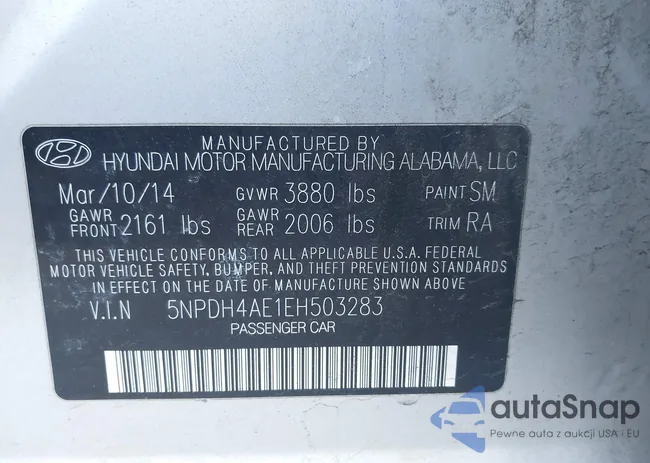 MANUFACTURED BY
HYUNDAI MOTOR MANUFACTURING ALABAMA, LLC
Mar/10/14 GVWR 3880 lbs PAINT SM
GAWR FRONT 2161 lbs GAWR REAR 2006 lbs TRIM RA
THIS VEHICLE CONFORMS TO ALL APPLICABLE U.S.A. FEDERAL
MOTOR VEHICLE SAFETY, BUMPER, AND THEFT PREVENTION STANDARDS
IN EFFECT ON THE DATE OF MANUFACTURE SHOWN ABOVE.
V.I.N 5NPDH4AE1EH503283
PASSENGER CAR
autoSnap
Pewne auta z aukcji USA i EU